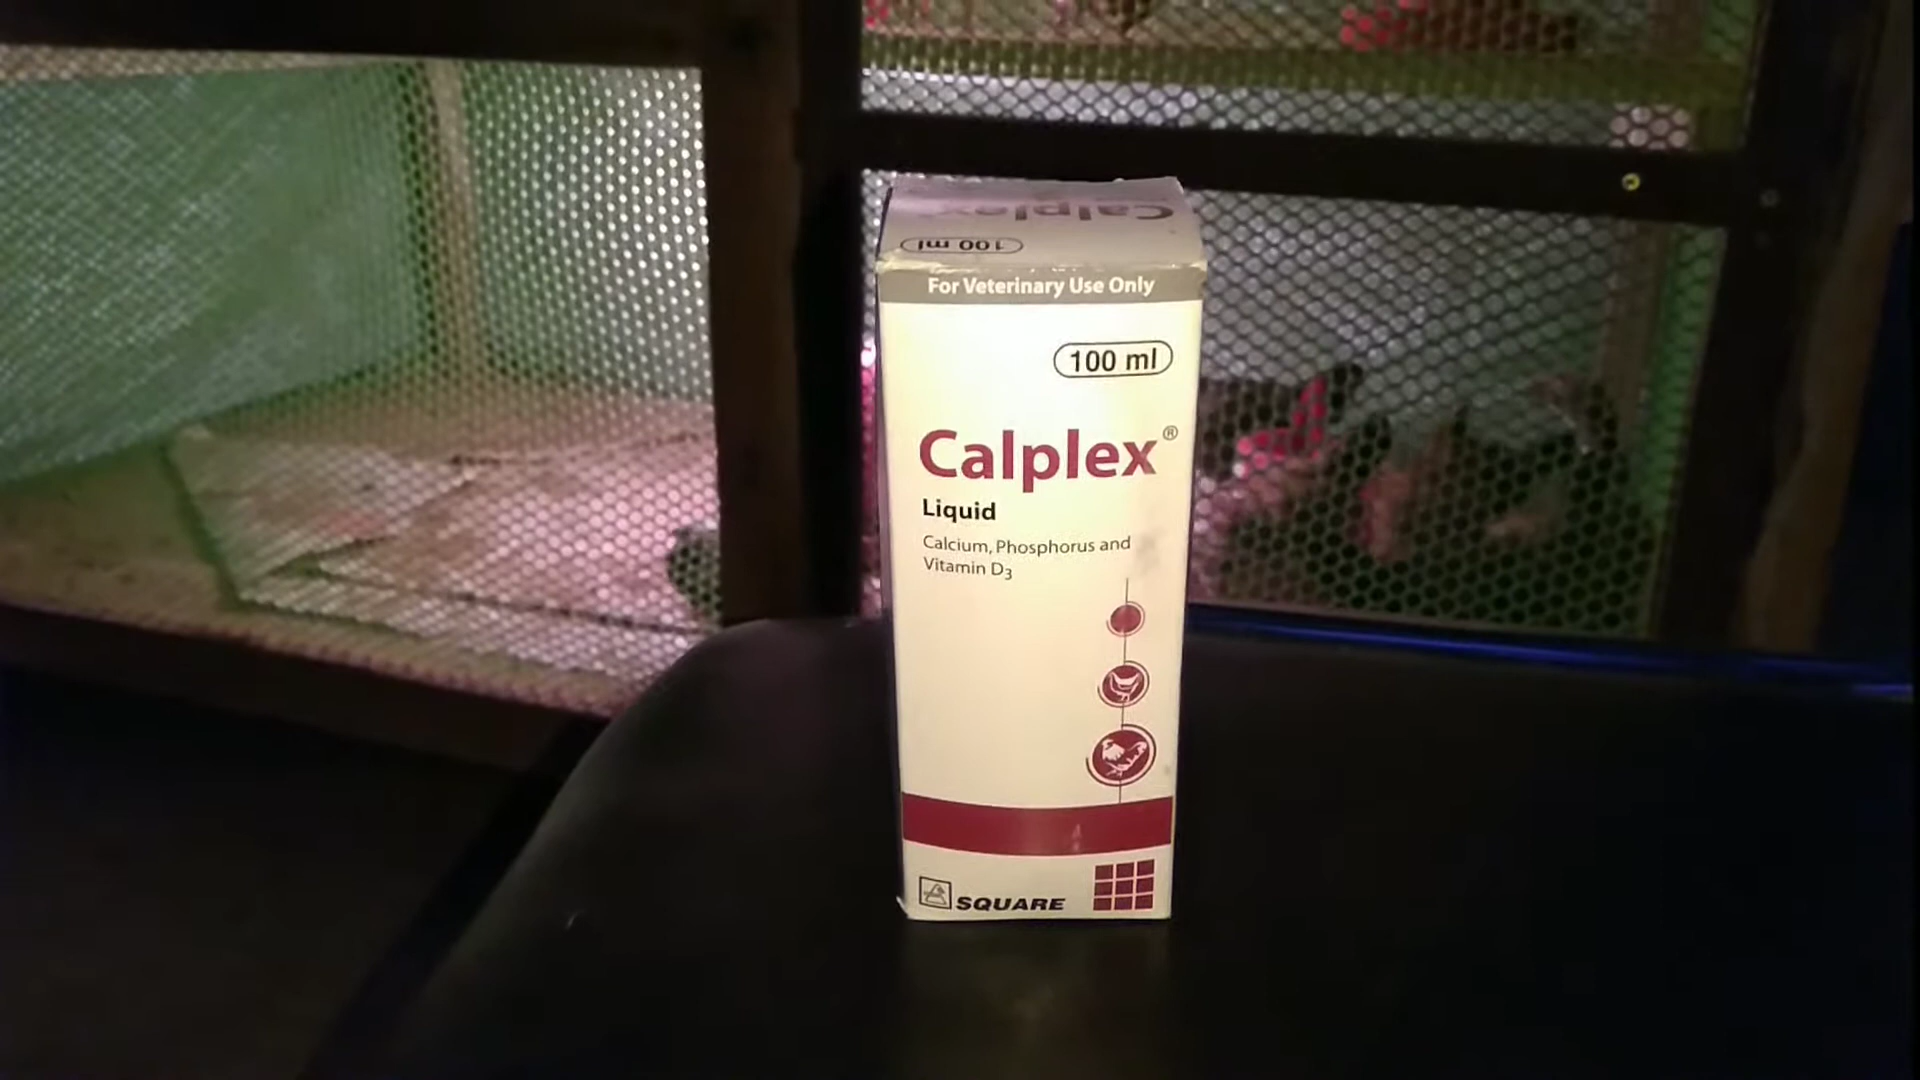 Calplex
100 ml
For Veterinary Use Only
100 ml
Calplex®
Liquid
Calcium, Phosphorus and
Vitamin D3
SQUARE